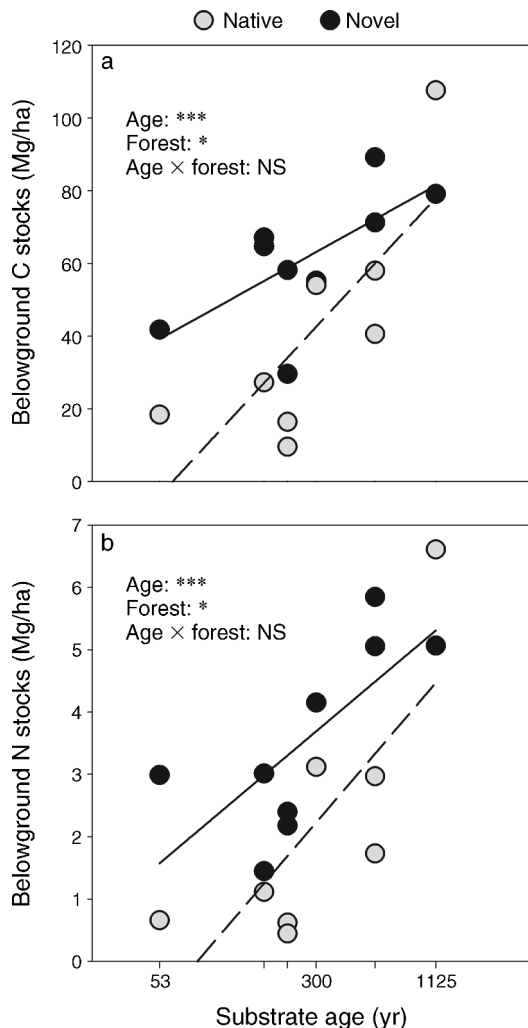 Native Novel
Belowground C stocks (Mg/ha)
a
Age: ***
Forest: *
Age × forest: NS
120
100
80
60
40
20
0
Belowground N stocks (Mg/ha)
b
Age: ***
Forest: *
Age × forest: NS
7
6
5
4
3
2
1
0
53 300 1125
Substrate age (yr)